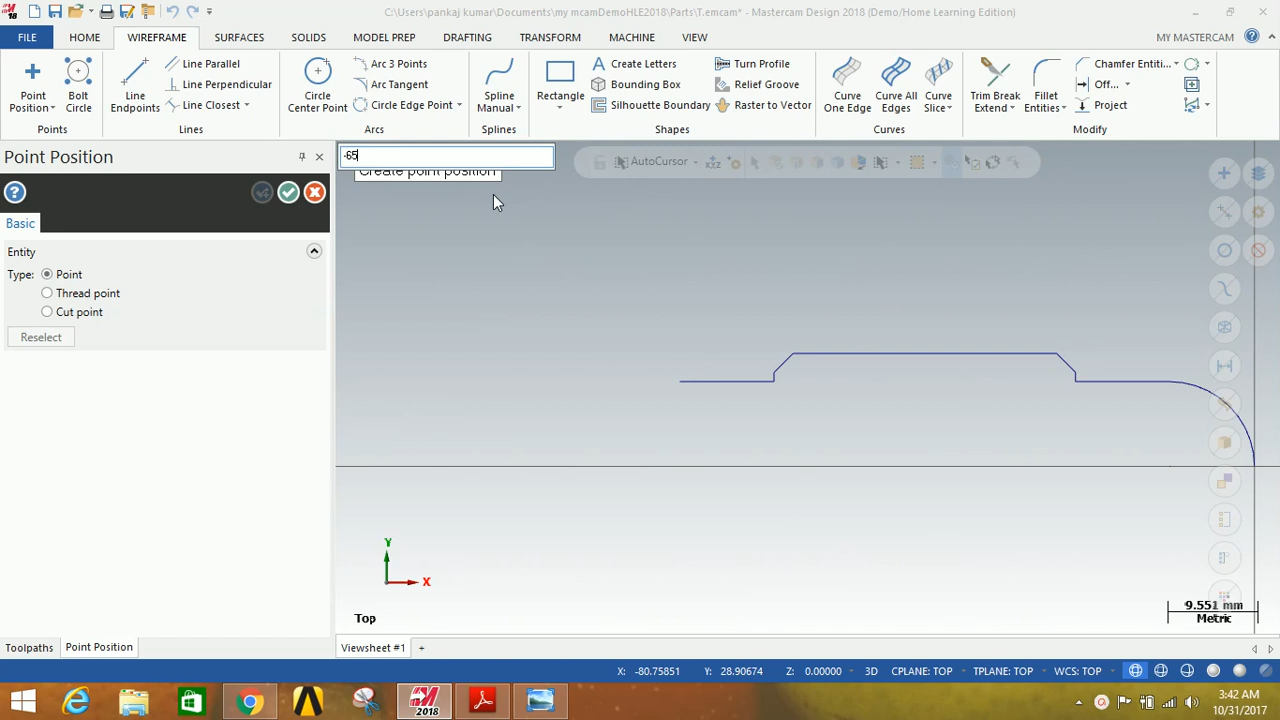 18
C:\Users\pankaj kumar\Documents\my mcamDemoHLE2018\Parts\T.emcam* - Mastercam Design 2018 (Demo/Home Learning Edition)
FILE HOME WIREFRAME SURFACES SOLIDS MODEL PREP DRAFTING TRANSFORM MACHINE VIEW MY MASTERCAM
Point Position
Bolt Circle
Points
Line Endpoints
Line Parallel
Line Perpendicular
Line Closest
Lines
Circle Center Point
Arc 3 Points
Arc Tangent
Circle Edge Point
Arcs
Spline Manual
Splines
Rectangle
Create Letters
Bounding Box
Silhouette Boundary
Turn Profile
Relief Groove
Raster to Vector
Shapes
Curve One Edge
Curve All Edges
Curve Slice
Curves
Trim Break Extend
Fillet Entities
Chamfer Entiti...
Off...
Project
Modify
Point Position
Basic
Entity
Type: Point
Thread point
Cut point
Reselect
-65
Create point position
AutoCursor
XYZ
Y
X
Top
9.551 mm
Metric
Toolpaths Point Position
Viewsheet #1 +
X: -80.75851 Y: 28.90674 Z: 0.00000 3D CPLANE: TOP TPLANE: TOP WCS: TOP
2018
3:42 AM
10/31/2017